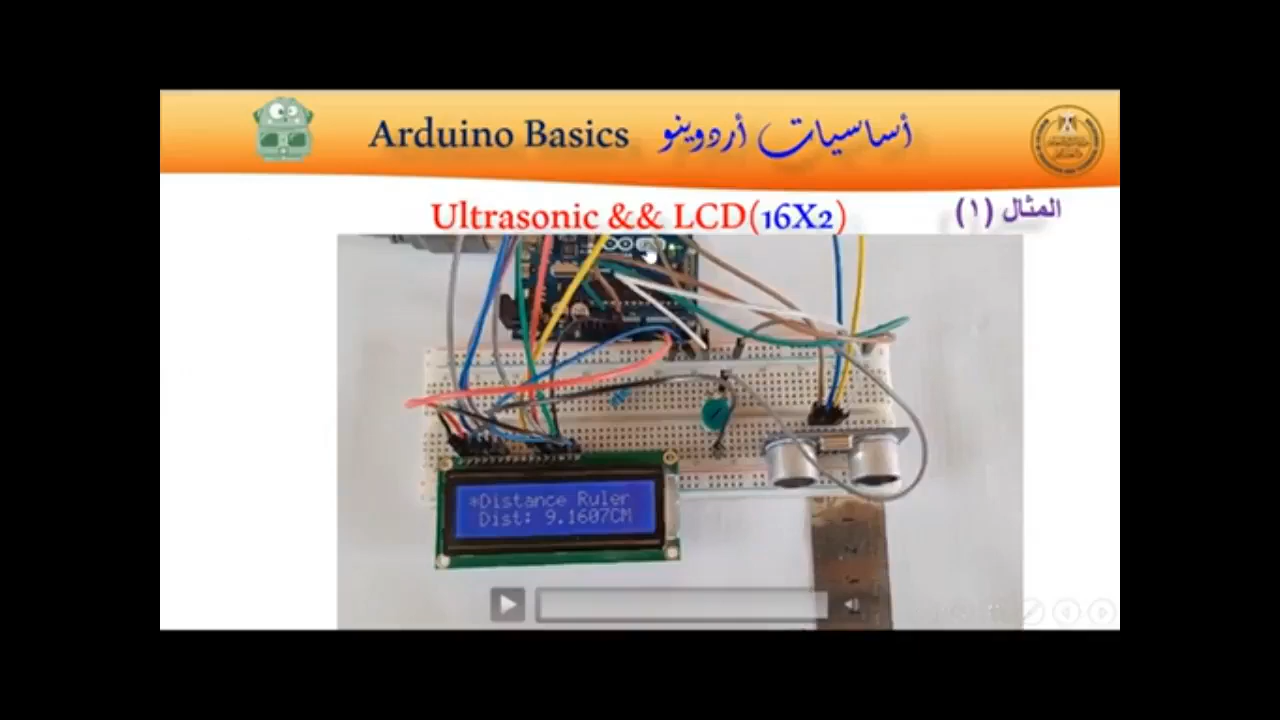 Arduino Basics أساسيات أردوينو
Ultrasonic && LCD(16X2) المثال (١)
*Distance Ruler
Dist: 9.1607CM